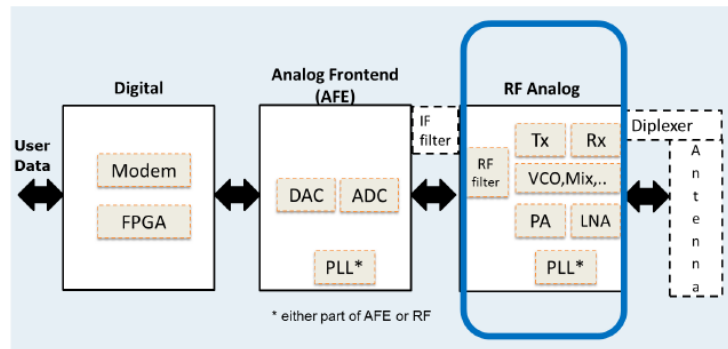 Digital
Analog Frontend
(AFE)
RF Analog
User
Data
Modem
FPGA
DAC
ADC
PLL*
IF
filter
RF
filter
Tx
Rx
VCO,Mix,..
PA
LNA
PLL*
Diplexer
A
n
t
e
n
n
a
* either part of AFE or RF